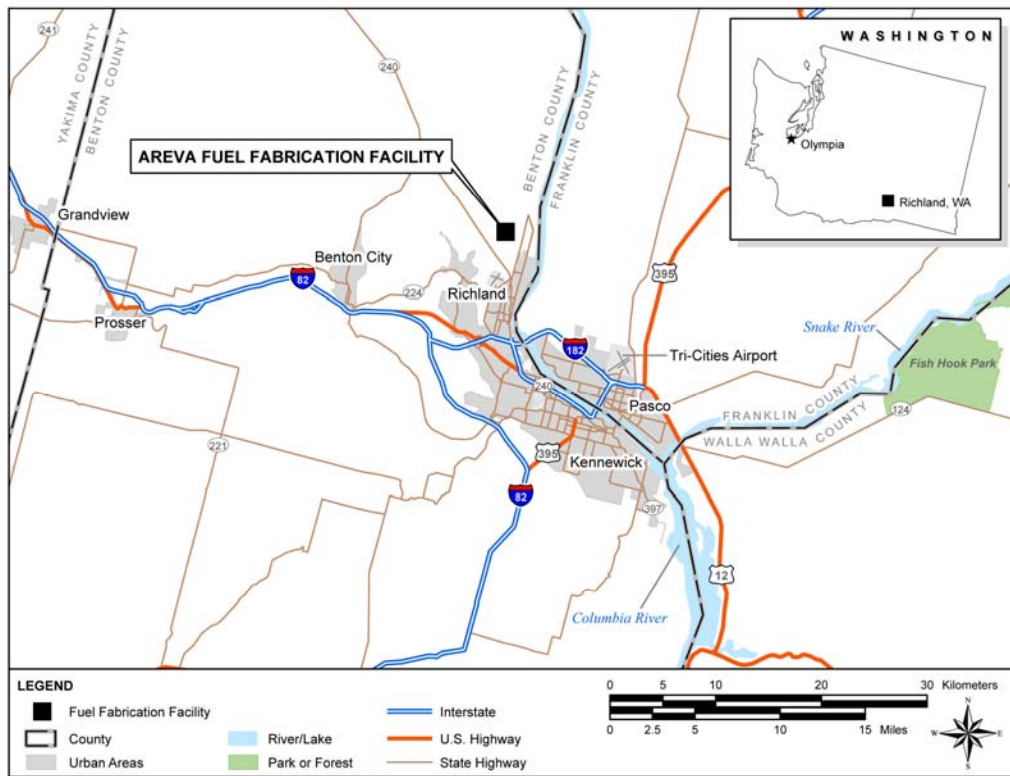 241
240
WASHINGTON
YAKIMA COUNTY
BENTON COUNTY
BENTON COUNTY
FRANKLIN COUNTY
Olympia
AREVA FUEL FABRICATION FACILITY
Richland, WA
Grandview
Benton City
395
82
224
Richland
Prosser
Snake River
182
Tri-Cities Airport
Fish Hook Park
240
Pasco
124
FRANKLIN COUNTY
WALLA WALLA COUNTY
221
395
Kennewick
82
397
12
Columbia River
LEGEND
Fuel Fabrication Facility
County
Urban Areas
River/Lake
Park or Forest
Interstate
U.S. Highway
State Highway
0 5 10 20 30 Kilometers
0 2.5 5 10 15 Miles
N
W E
S